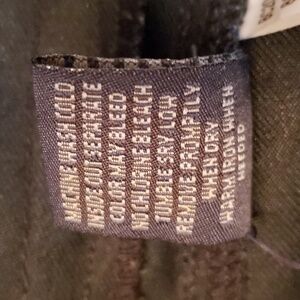 MACHINE WASH COLD
INSIDE OUT SEPARATE
COLOR MAY BLEED
NON-CHLORINE BLEACH
TUMBLE DRY LOW
REMOVE PROMPTLY
WHEN DRY
WARM IRON WHEN
NEEDED